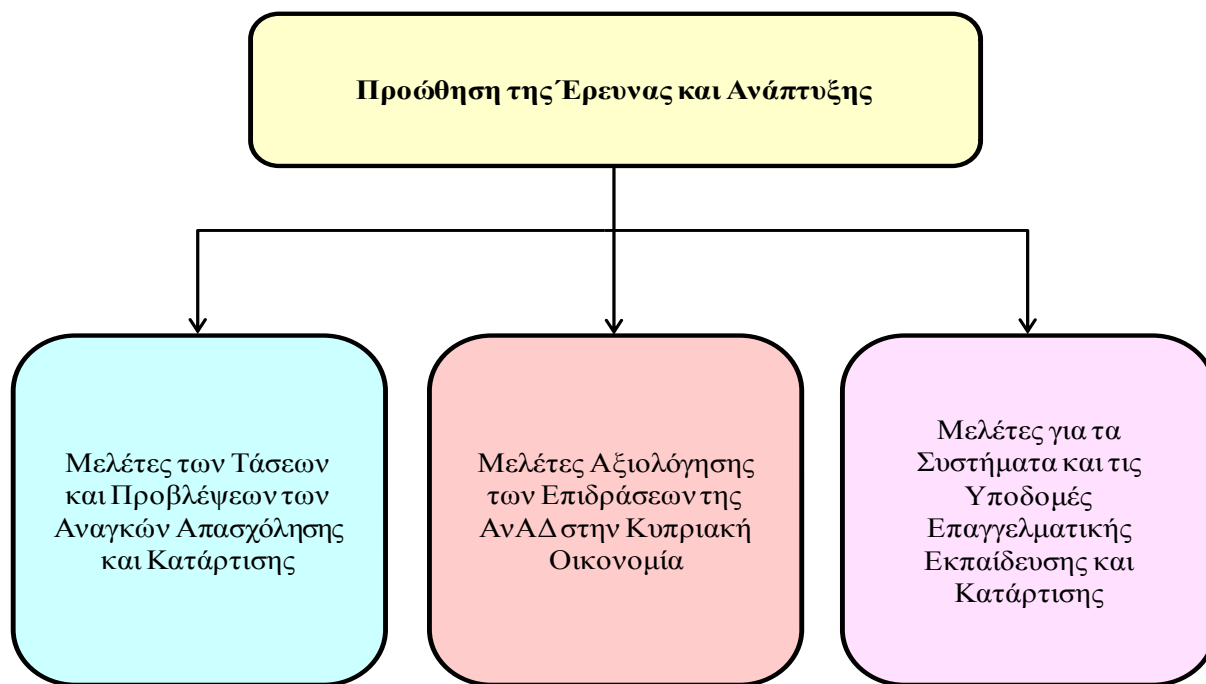 Προώθηση της Έρευνας και Ανάπτυξης
Μελέτες των Τάσεων
και Προβλέψεων των
Αναγκών Απασχόλησης
και Κατάρτισης
Μελέτες Αξιολόγησης
των Επιδράσεων της
ΑνΑΔ στην Κυπριακή
Οικονομία
Μελέτες για τα
Συστήματα και τις
Υποδομές
Επαγγελματικής
Εκπαίδευσης και
Κατάρτισης